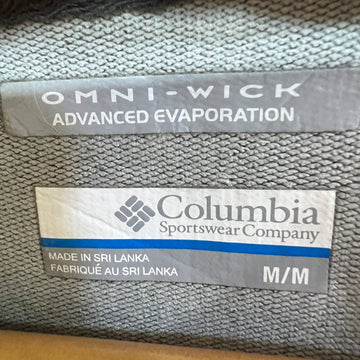 OMNI-WICK
ADVANCED EVAPORATION
Columbia
Sportswear Company
MADE IN SRI LANKA
FABRIQUÉ AU SRI LANKA
M/M